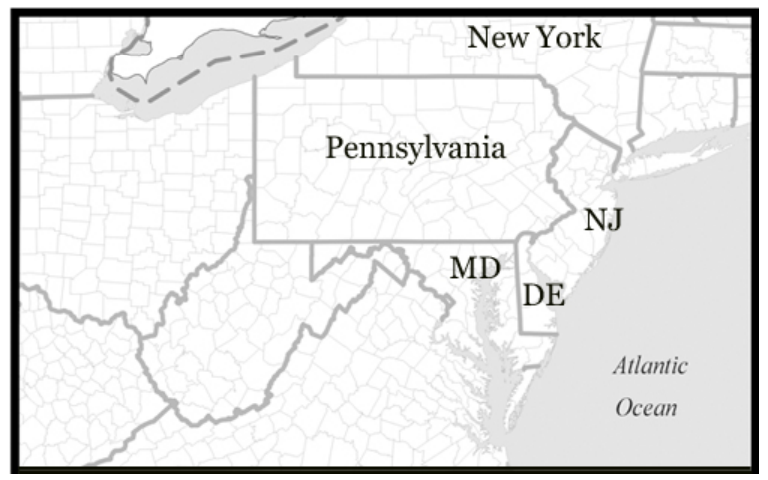 New York
Pennsylvania
NJ
MD
DE
Atlantic
Ocean